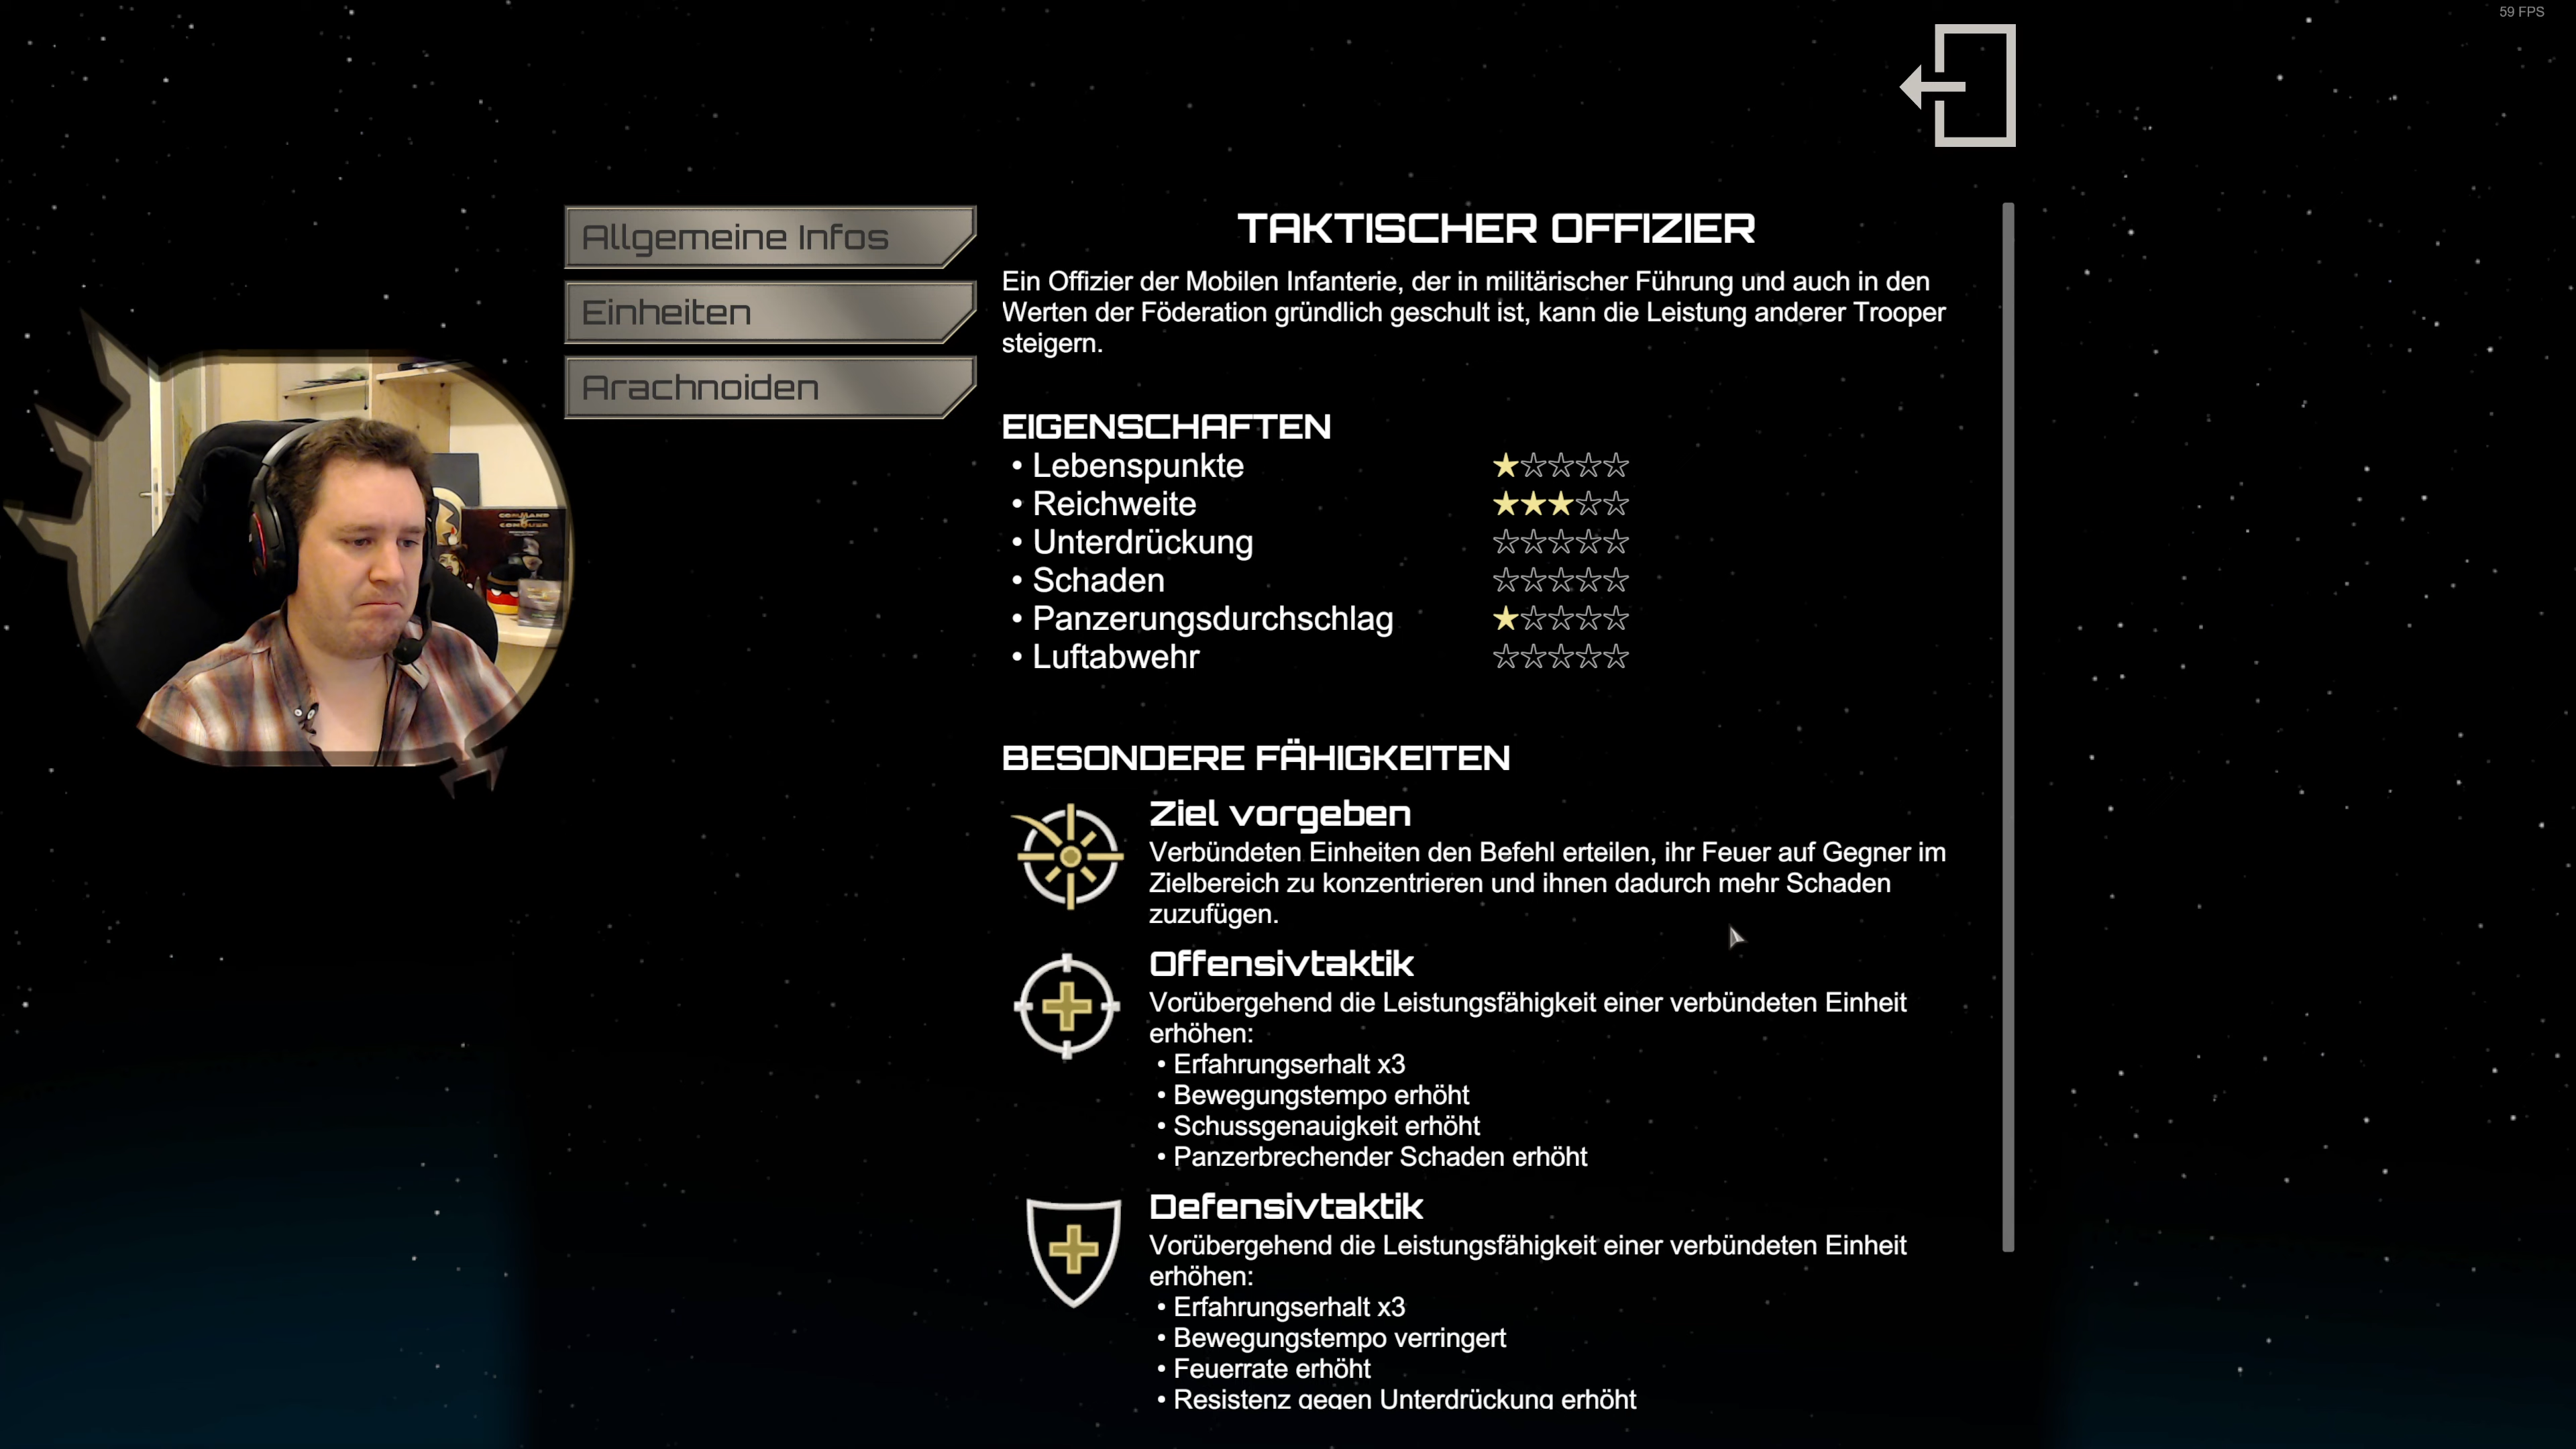 59 FPS
Allgemeine Infos
Einheiten
Arachnoiden
TAKTISCHER OFFIZIER
Ein Offizier der Mobilen Infanterie, der in militärischer Führung und auch in den
Werten der Föderation gründlich geschult ist, kann die Leistung anderer Trooper
steigern.
EIGENSCHAFTEN
• Lebenspunkte
• Reichweite
• Unterdrückung
• Schaden
• Panzerungsdurchschlag
• Luftabwehr
BESONDERE FÄHIGKEITEN
Ziel vorgeben
Verbündeten Einheiten den Befehl erteilen, ihr Feuer auf Gegner im
Zielbereich zu konzentrieren und ihnen dadurch mehr Schaden
zuzufügen.
Offensivtaktik
Vorübergehend die Leistungsfähigkeit einer verbündeten Einheit
erhöhen:
• Erfahrungserhalt x3
• Bewegungstempo erhöht
• Schussgenauigkeit erhöht
• Panzerbrechender Schaden erhöht
Defensivtaktik
Vorübergehend die Leistungsfähigkeit einer verbündeten Einheit
erhöhen:
• Erfahrungserhalt x3
• Bewegungstempo verringert
• Feuerrate erhöht
• Resistenz gegen Unterdrückung erhöht
COMMAND
CONQUER